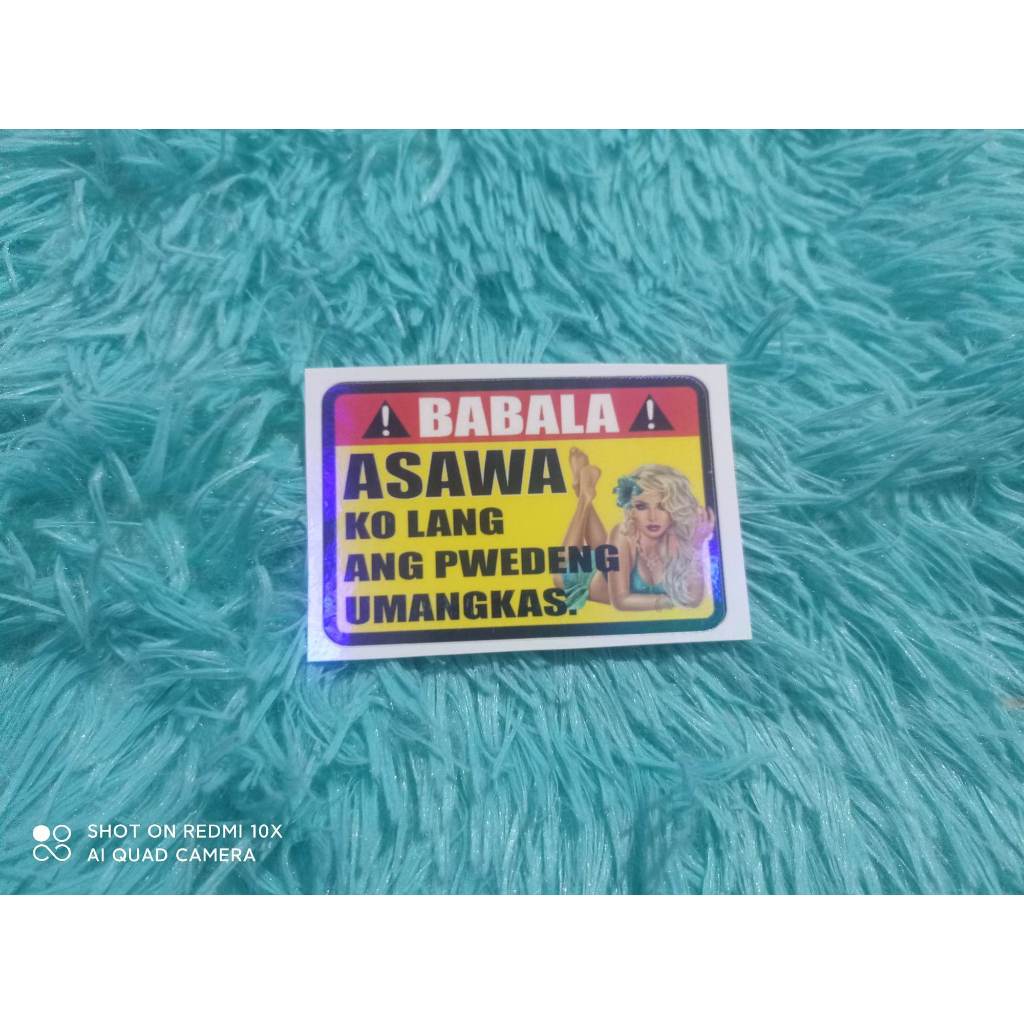 ! BABALA !
ASAWA
KO LANG
ANG PWEDENG
UMANGKAS.
SHOT ON REDMI 10X
AI QUAD CAMERA